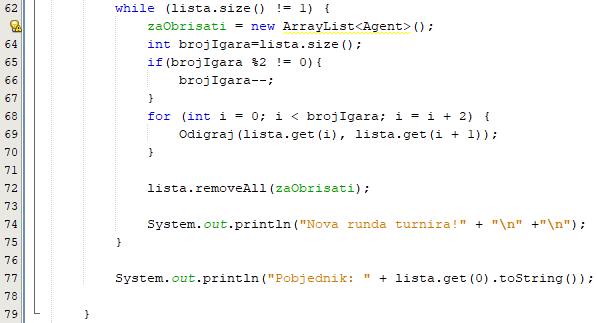 62 while (lista.size() != 1) {
zaObrisati = new ArrayList<Agent>();
64 int brojIgara=lista.size();
65 if(brojIgara %2 != 0){
66 brojIgara--;
67 }
68 for (int i = 0; i < brojIgara; i = i + 2) {
69 Odigraj(lista.get(i), lista.get(i + 1));
70 }
71
72 lista.removeAll(zaObrisati);
73
74 System.out.println("Nova runda turnira!" + "\n" +"\n");
75 }
76
77 System.out.println("Pobjednik: " + lista.get(0).toString());
78
79 }